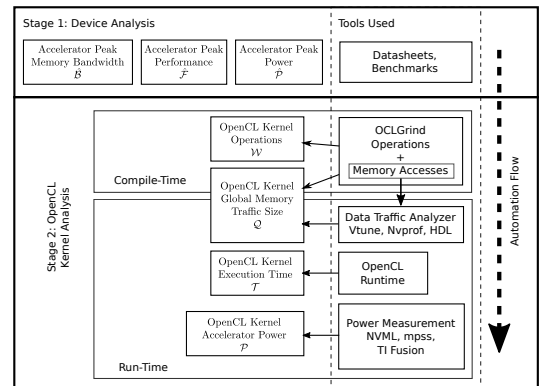 Stage 1: Device Analysis
Tools Used
Accelerator Peak
Memory Bandwidth
B̂
Accelerator Peak
Performance
F̂
Accelerator Peak
Power
P̂
Datasheets,
Benchmarks
Stage 2: OpenCL
Kernel Analysis
Compile-Time
OpenCL Kernel
Operations
W
OCLGrind
Operations
+
Memory Accesses
OpenCL Kernel
Global Memory
Traffic Size
Q
Data Traffic Analyzer
Vtune, Nvprof, HDL
OpenCL Kernel
Execution Time
T
OpenCL
Runtime
OpenCL Kernel
Accelerator Power
P
Power Measurement
NVML, mpss,
TI Fusion
Run-Time
Automation Flow